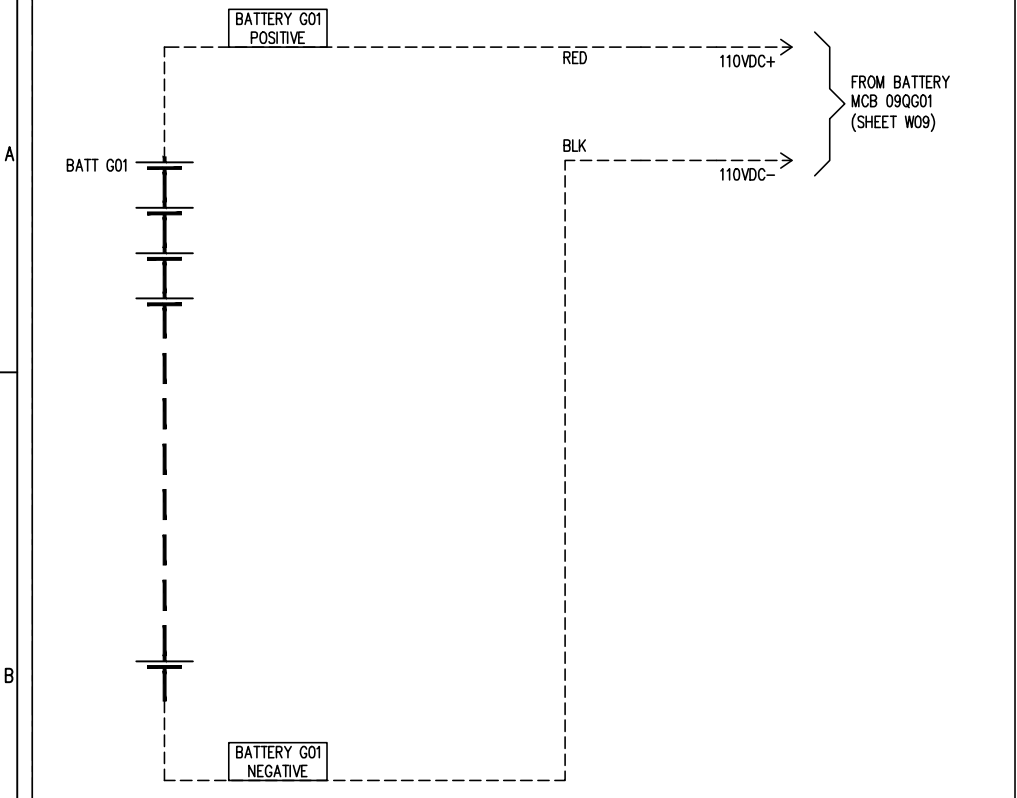 BATTERY G01
POSITIVE
RED
110VDC+
FROM BATTERY
MCB 09QG01
(SHEET W09)
BLK
110VDC-
A
BATT G01
B
BATTERY G01
NEGATIVE